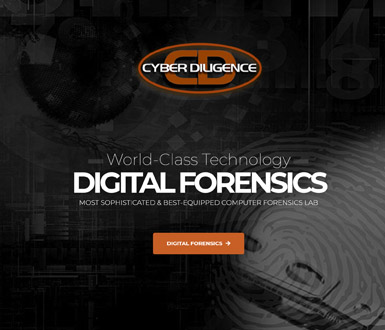 CYBER DILIGENCE
CD
World-Class Technology
DIGITAL FORENSICS
MOST SOPHISTICATED & BEST-EQUIPPED COMPUTER FORENSICS LAB
DIGITAL FORENSICS →